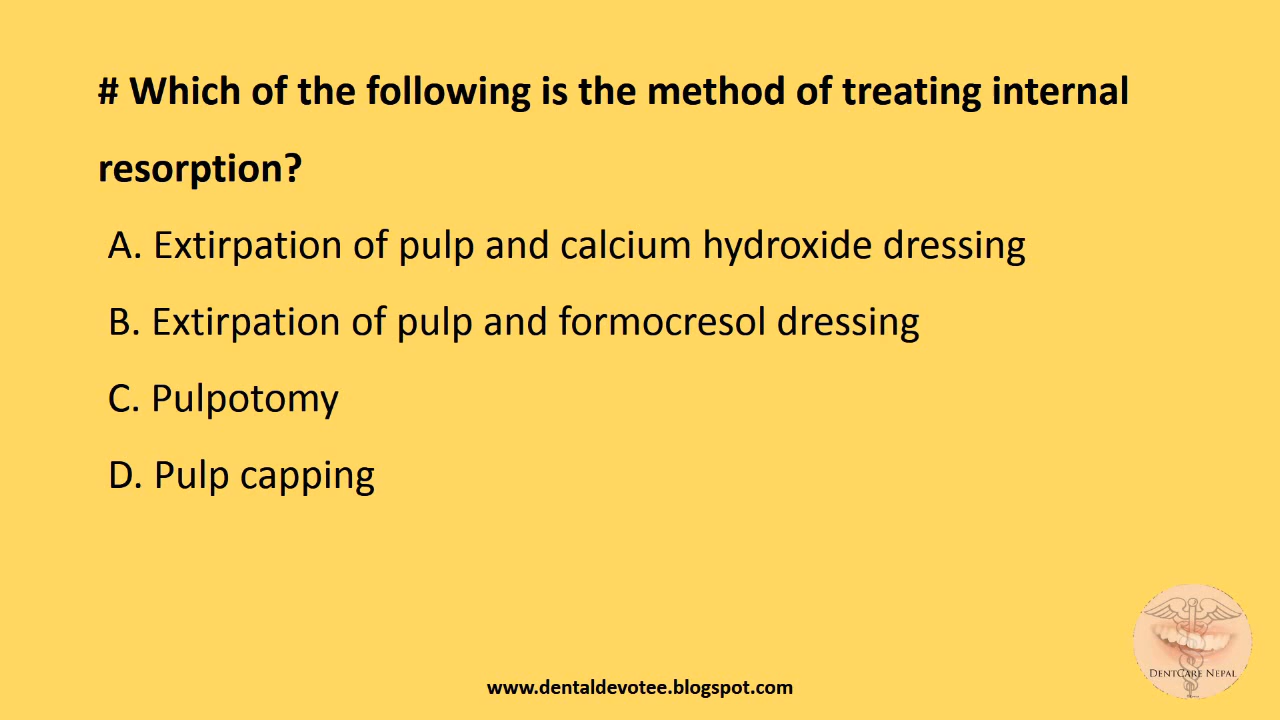 # Which of the following is the method of treating internal
resorption?
A. Extirpation of pulp and calcium hydroxide dressing
B. Extirpation of pulp and formocresol dressing
C. Pulpotomy
D. Pulp capping
DENTCARE NEPAL
www.dentaldevotee.blogspot.com